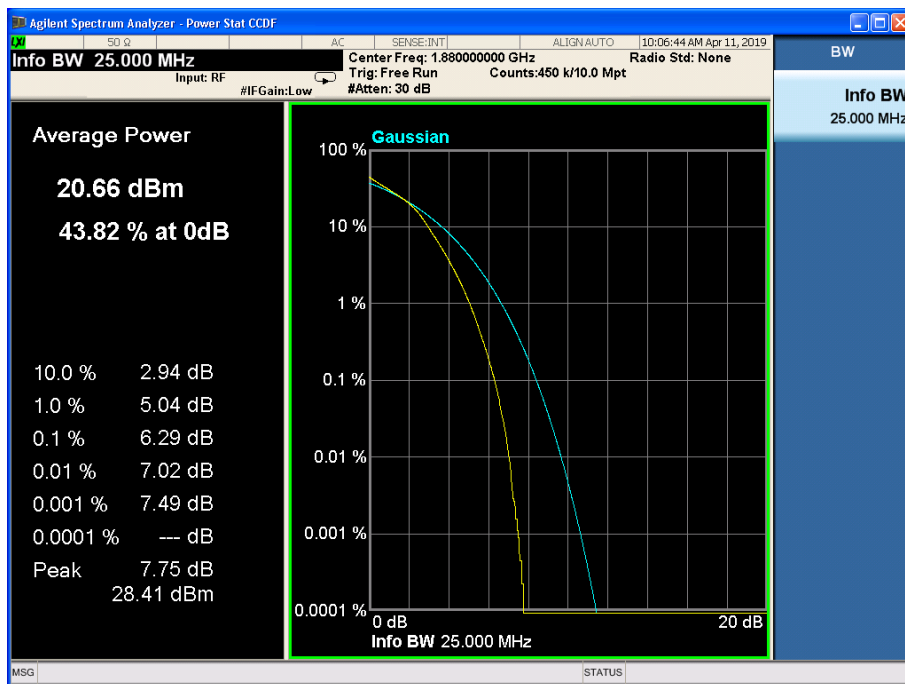 Agilent Spectrum Analyzer - Power Stat CCDF
LXI 50 Ω AC SENSE:INT ALIGN AUTO 10:06:44 AM Apr 11, 2019
Info BW 25.000 MHz
Center Freq: 1.880000000 GHz Radio Std: None
Input: RF Trig: Free Run Counts:450 k/10.0 Mpt
#IFGain:Low #Atten: 30 dB
BW
Info BW
25.000 MHz
Average Power
20.66 dBm
43.82 % at 0dB
10.0 % 2.94 dB
1.0 % 5.04 dB
0.1 % 6.29 dB
0.01 % 7.02 dB
0.001 % 7.49 dB
0.0001 % --- dB
Peak 7.75 dB
28.41 dBm
Gaussian
100 %
10 %
1 %
0.1 %
0.01 %
0.001 %
0.0001 %
0 dB 20 dB
Info BW 25.000 MHz
MSG STATUS